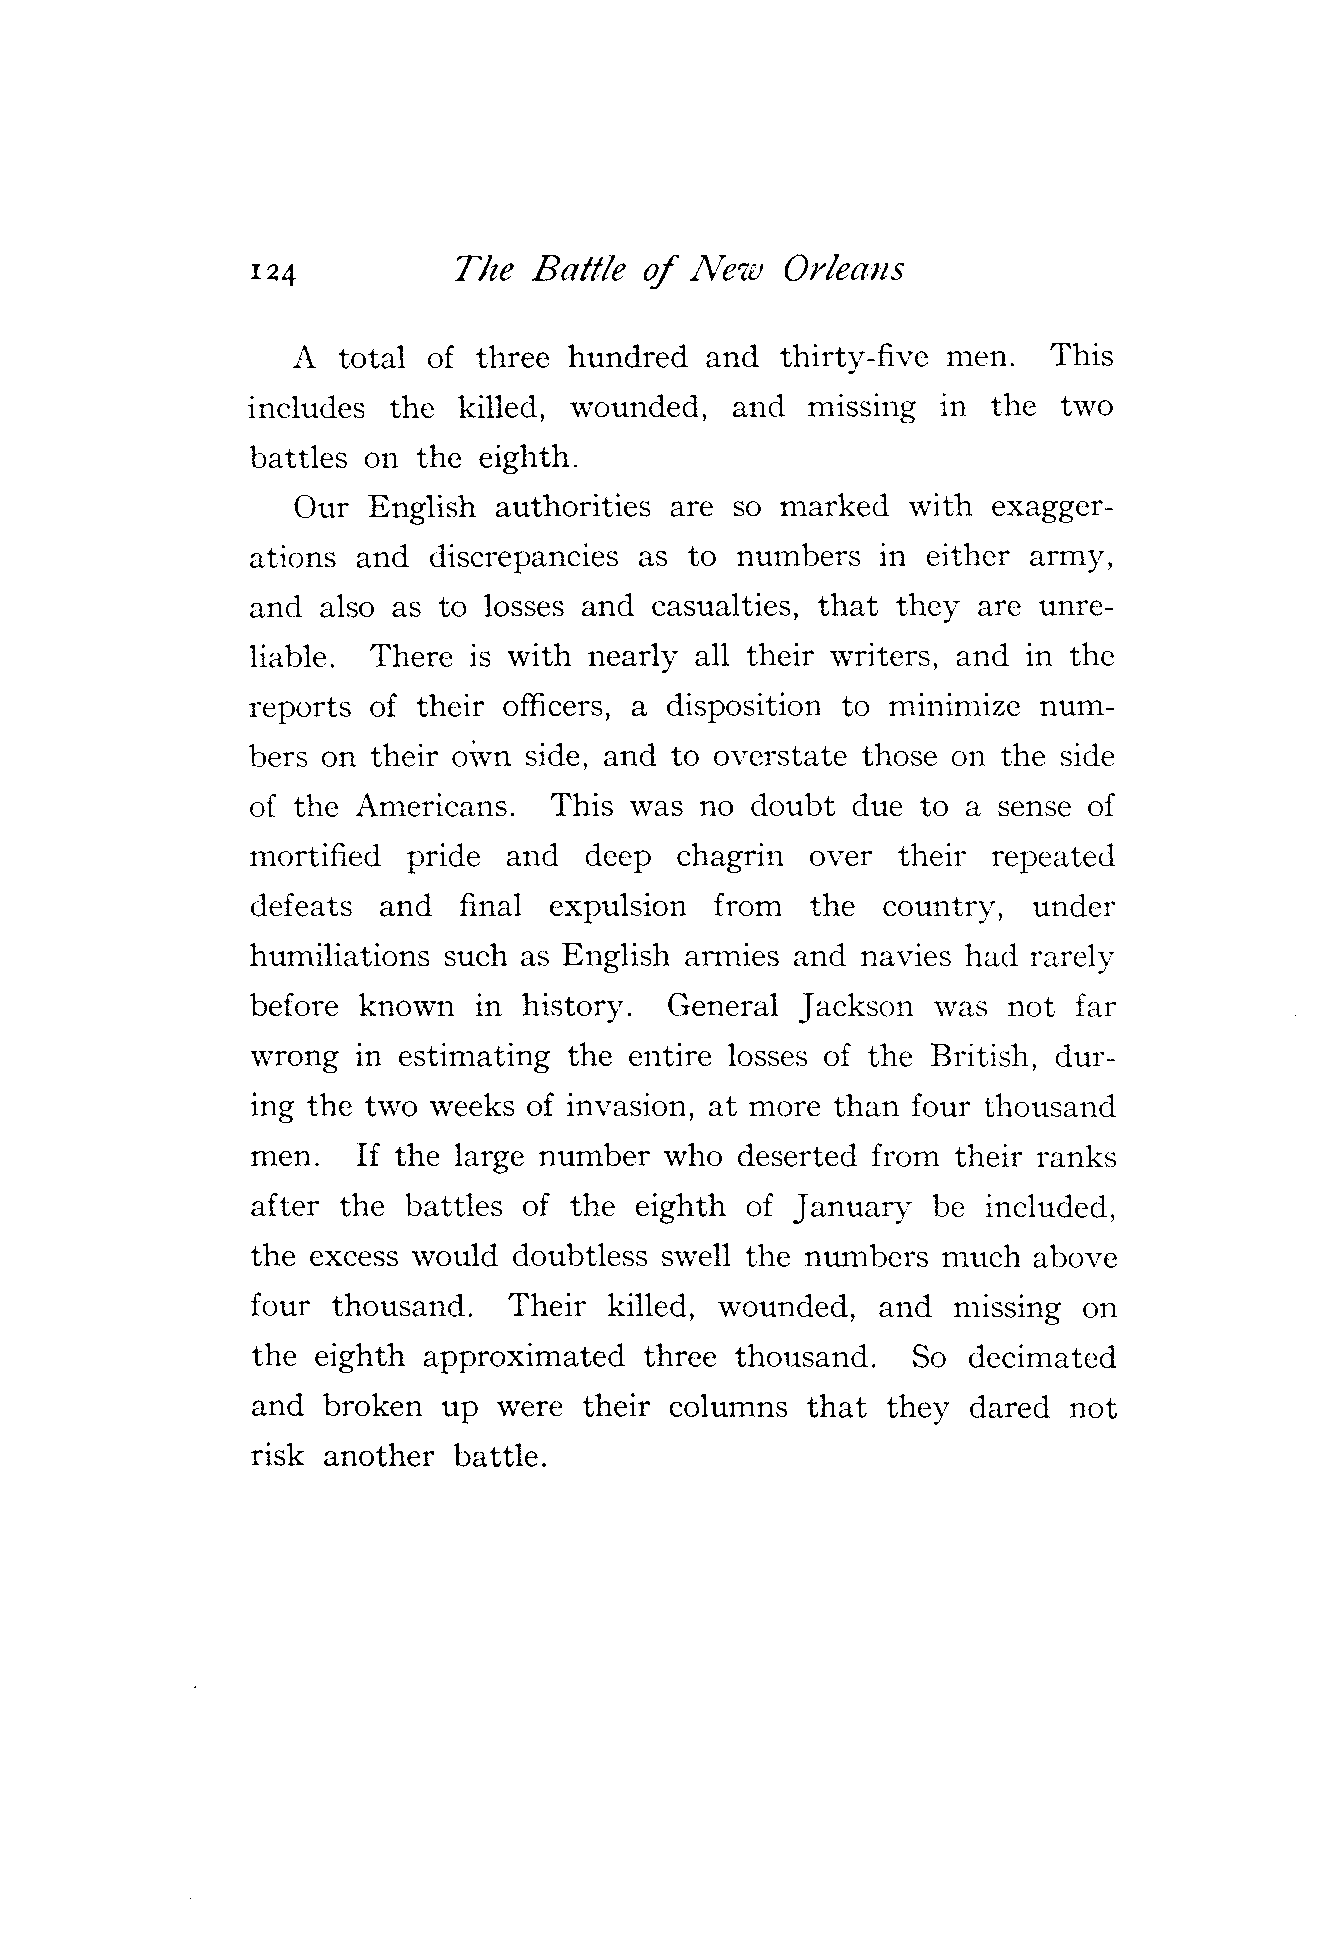 124 The Battle of New Orleans
A total of three hundred and thirty-five men. This
includes the killed, wounded, and missing in the two
battles on the eighth.
Our English authorities are so marked with exagger-
ations and discrepancies as to numbers in either army,
and also as to losses and casualties, that they are unre-
liable. There is with nearly all their writers, and in the
reports of their officers, a disposition to minimize num-
bers on their own side, and to overstate those on the side
of the Americans. This was no doubt due to a sense of
mortified pride and deep chagrin over their repeated
defeats and final expulsion from the country, under
humiliations such as English armies and navies had rarely
before known in history. General Jackson was not far
wrong in estimating the entire losses of the British, dur-
ing the two weeks of invasion, at more than four thousand
men. If the large number who deserted from their ranks
after the battles of the eighth of January be included,
the excess would doubtless swell the numbers much above
four thousand. Their killed, wounded, and missing on
the eighth approximated three thousand. So decimated
and broken up were their columns that they dared not
risk another battle.